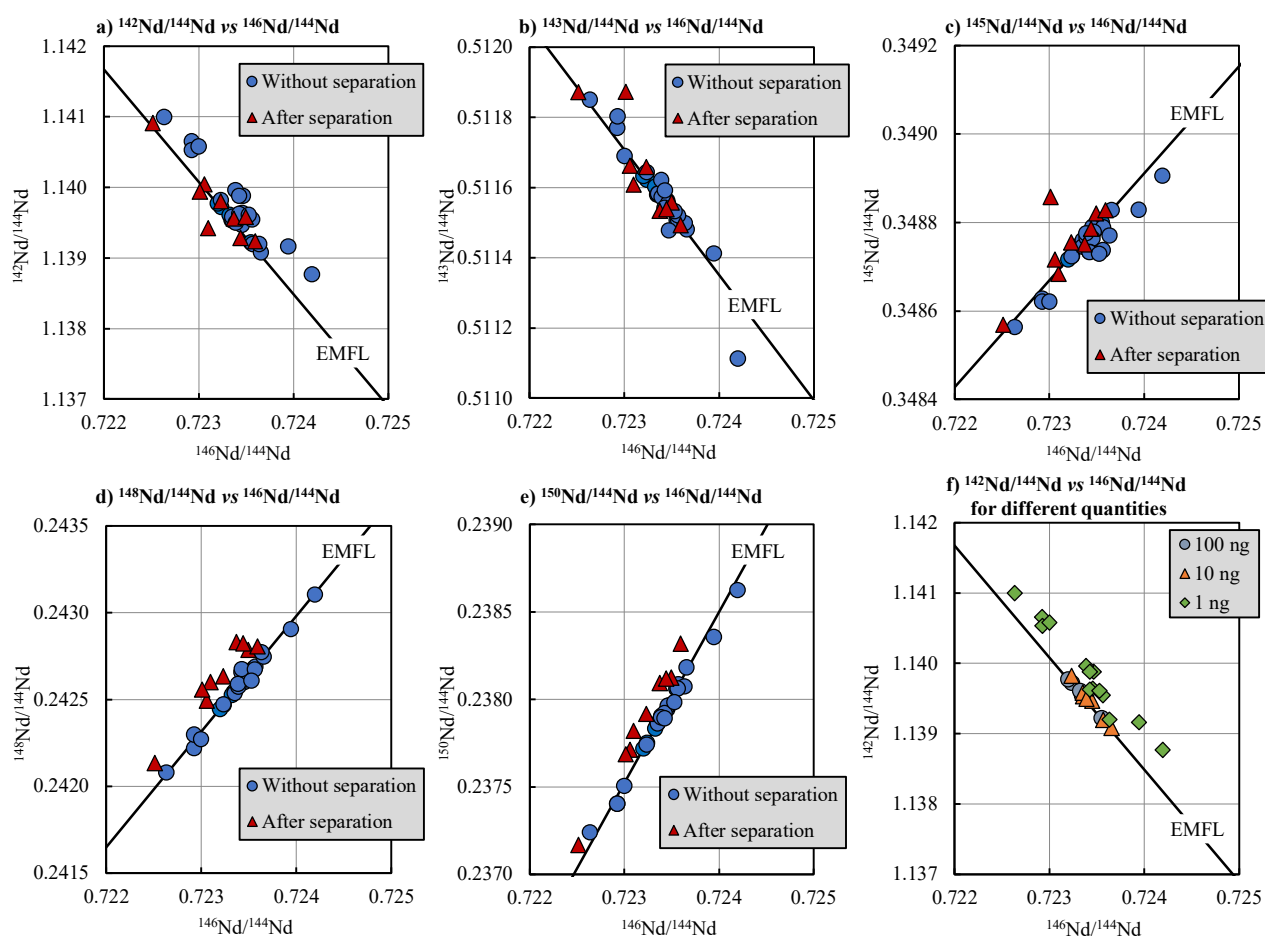 a) ¹⁴²Nd/¹⁴⁴Nd vs ¹⁴⁶Nd/¹⁴⁴Nd
1.142
1.141
1.140
1.139
1.138
1.137
¹⁴²Nd/¹⁴⁴Nd
Without separation
After separation
EMFL
0.722
0.723
0.724
0.725
¹⁴⁶Nd/¹⁴⁴Nd
b) ¹⁴³Nd/¹⁴⁴Nd vs ¹⁴⁶Nd/¹⁴⁴Nd
0.5120
0.5118
0.5116
0.5114
0.5112
0.5110
¹⁴³Nd/¹⁴⁴Nd
Without separation
After separation
EMFL
0.722
0.723
0.724
0.725
¹⁴⁶Nd/¹⁴⁴Nd
c) ¹⁴⁵Nd/¹⁴⁴Nd vs ¹⁴⁶Nd/¹⁴⁴Nd
0.3492
0.3490
0.3488
0.3486
0.3484
¹⁴⁵Nd/¹⁴⁴Nd
EMFL
Without separation
After separation
0.722
0.723
0.724
0.725
¹⁴⁶Nd/¹⁴⁴Nd
d) ¹⁴⁸Nd/¹⁴⁴Nd vs ¹⁴⁶Nd/¹⁴⁴Nd
0.2435
0.2430
0.2425
0.2420
0.2415
¹⁴⁸Nd/¹⁴⁴Nd
EMFL
Without separation
After separation
0.722
0.723
0.724
0.725
¹⁴⁶Nd/¹⁴⁴Nd
e) ¹⁵⁰Nd/¹⁴⁴Nd vs ¹⁴⁶Nd/¹⁴⁴Nd
0.2390
0.2385
0.2380
0.2375
0.2370
¹⁵⁰Nd/¹⁴⁴Nd
EMFL
Without separation
After separation
0.722
0.723
0.724
0.725
¹⁴⁶Nd/¹⁴⁴Nd
f) ¹⁴²Nd/¹⁴⁴Nd vs ¹⁴⁶Nd/¹⁴⁴Nd
for different quantities
1.142
1.141
1.140
1.139
1.138
1.137
¹⁴²Nd/¹⁴⁴Nd
100 ng
10 ng
1 ng
EMFL
0.722
0.723
0.724
0.725
¹⁴⁶Nd/¹⁴⁴Nd